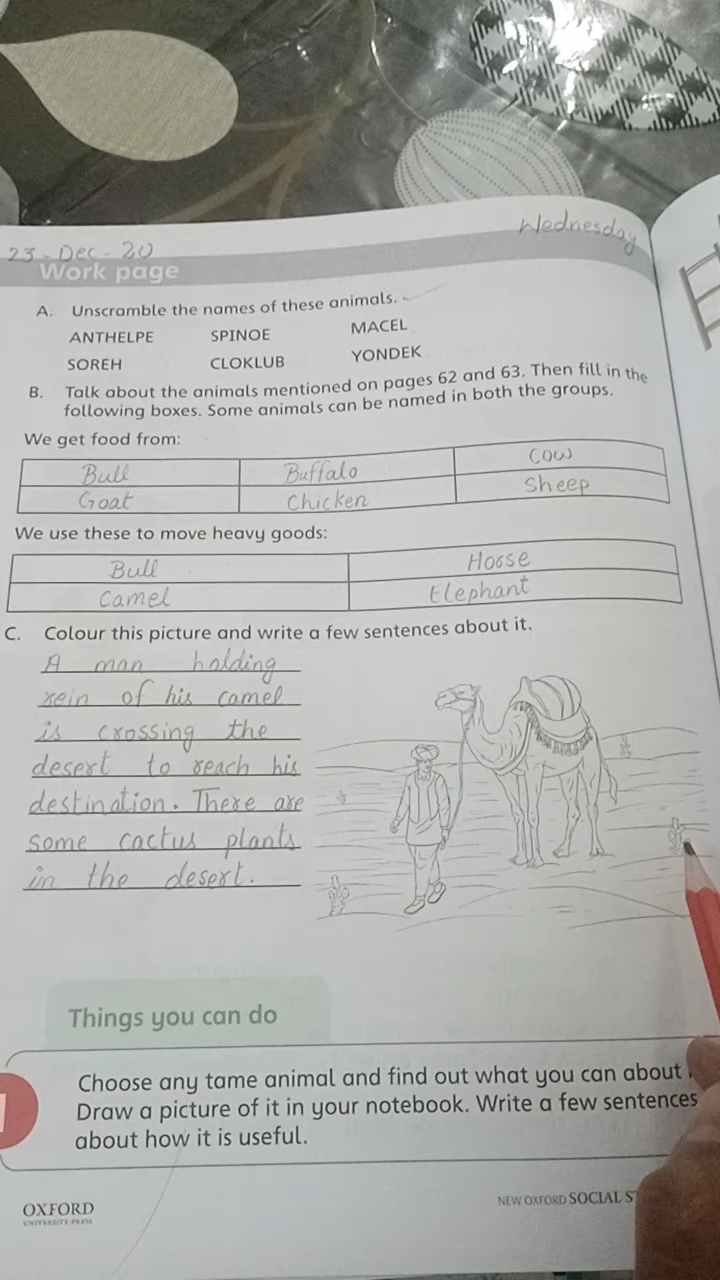 Wednesday
23 - Dec - 20
Work page
A. Unscramble the names of these animals.
ANTHELPE SPINOE MACEL
SOREH CLOKLUB YONDEK
B. Talk about the animals mentioned on pages 62 and 63. Then fill in the
following boxes. Some animals can be named in both the groups.
We get food from:
Bull Buffalo Cow
Goat Chicken Sheep
We use these to move heavy goods:
Bull Horse
Camel Elephant
C. Colour this picture and write a few sentences about it.
A man holding
rein of his camel
is crossing the
desert to reach his
destination. There are
some cactus plants
in the desert.
Things you can do
Choose any tame animal and find out what you can about
Draw a picture of it in your notebook. Write a few sentences
about how it is useful.
OXFORD
UNIVERSITY PRESS
NEW OXFORD SOCIAL